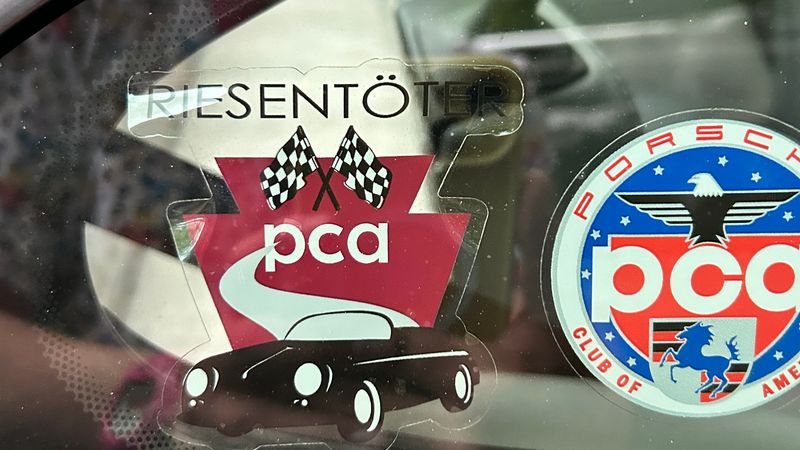 RIESENTÖTER
pca
PORSCH
pca
CLUB OF AME